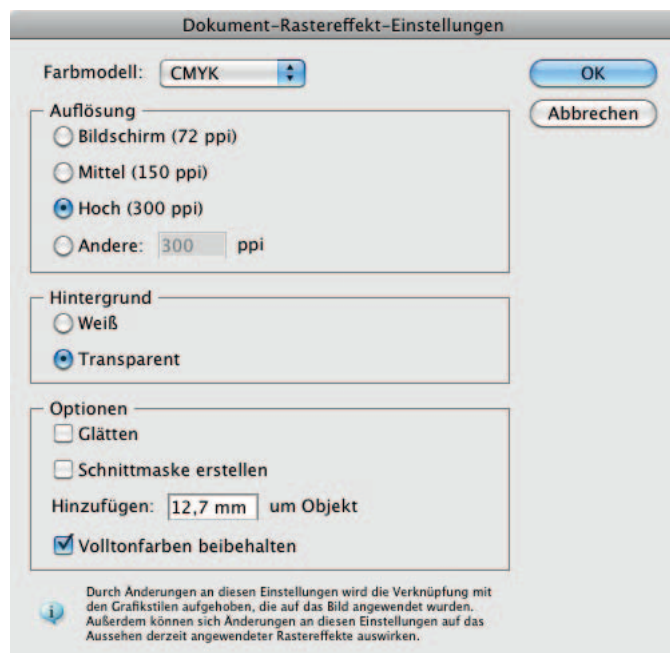 Dokument-Rastereffekt-Einstellungen
Farbmodell: CMYK
OK
Abbrechen
Auflösung
Bildschirm (72 ppi)
Mittel (150 ppi)
Hoch (300 ppi)
Andere: 300 ppi
Hintergrund
Weiß
Transparent
Optionen
Glätten
Schnittmaske erstellen
Hinzufügen: 12,7 mm um Objekt
Volltonfarben beibehalten
Durch Änderungen an diesen Einstellungen wird die Verknüpfung mit
den Grafikstilen aufgehoben, die auf das Bild angewendet wurden.
Außerdem können sich Änderungen an diesen Einstellungen auf das
Aussehen derzeit angewendeter Rastereffekte auswirken.